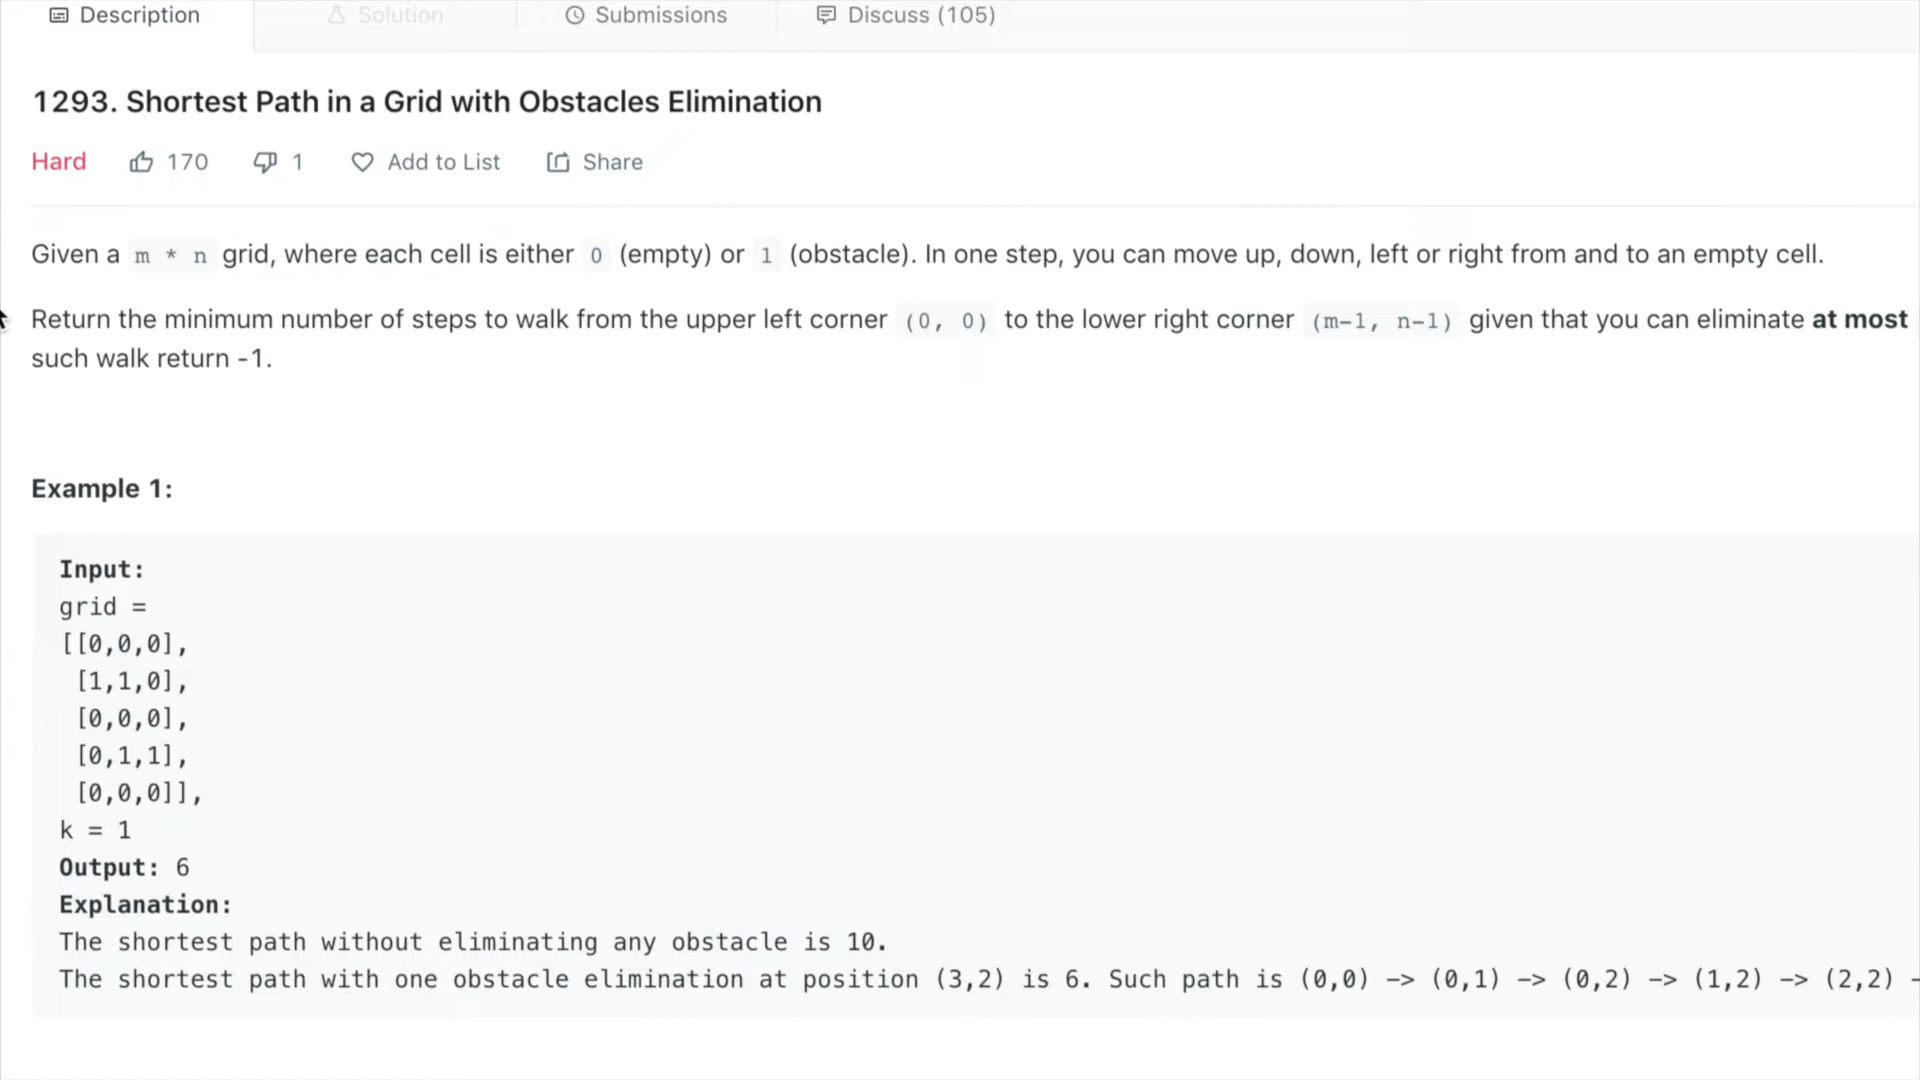 Description Solution Submissions Discuss (105)
1293. Shortest Path in a Grid with Obstacles Elimination
Hard 170 1 Add to List Share
Given a m * n grid, where each cell is either 0 (empty) or 1 (obstacle). In one step, you can move up, down, left or right from and to an empty cell.
Return the minimum number of steps to walk from the upper left corner (0, 0) to the lower right corner (m-1, n-1) given that you can eliminate at most
such walk return -1.
Example 1:
Input:
grid =
[[0,0,0],
[1,1,0],
[0,0,0],
[0,1,1],
[0,0,0]],
k = 1
Output: 6
Explanation:
The shortest path without eliminating any obstacle is 10.
The shortest path with one obstacle elimination at position (3,2) is 6. Such path is (0,0) -> (0,1) -> (0,2) -> (1,2) -> (2,2) -